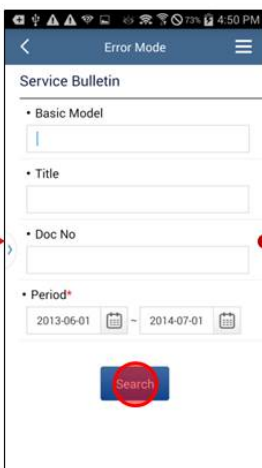 73% 4:50 PM
Error Mode
Service Bulletin
• Basic Model
• Title
• Doc No
• Period*
2013-06-01 ~ 2014-07-01
Search